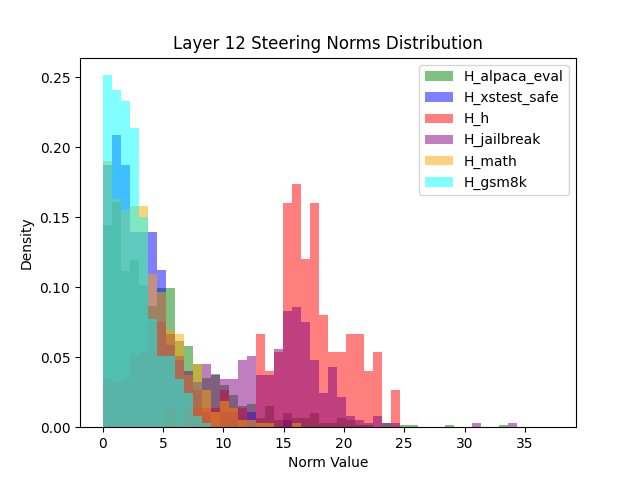 Layer 12 Steering Norms Distribution
H_alpaca_eval
H_xstest_safe
H_h
H_jailbreak
H_math
H_gsm8k
Density
0.25
0.20
0.15
0.10
0.05
0.00
0 5 10 15 20 25 30 35
Norm Value